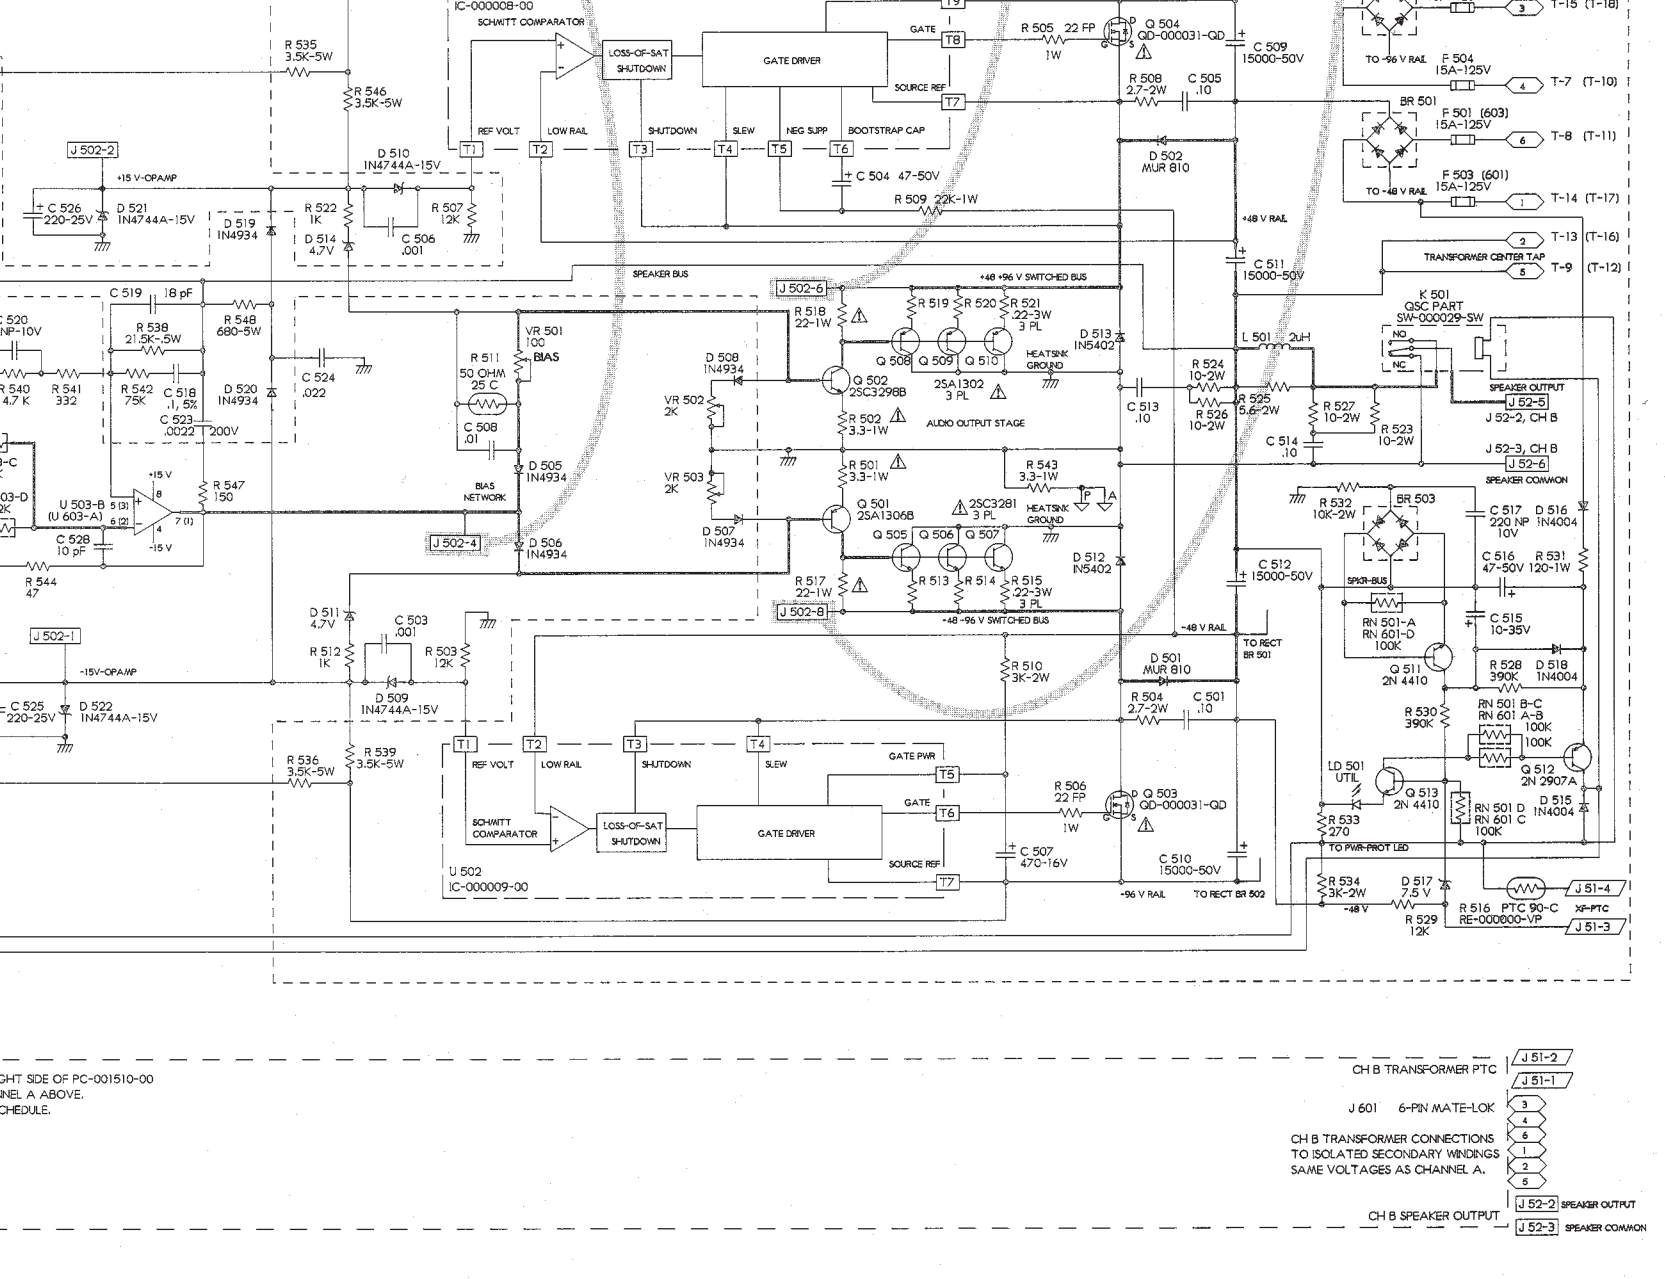 IC-000008-00
SCHMITT COMPARATOR
LOSS-OF-SAT
SHUTDOWN
GATE DRIVER
T9
GATE
T8
SOURCE REF
T7
R 505
22 FP
1W
Q 504
QD-000031-QD
D
G
S
C 509
15000-50V
R 508
2.7-2W
C 505
.10
TO -96 V RAIL
3
T-15 (T-18)
F 504
15A-125V
4
T-7 (T-10)
BR 501
F 501 (603)
15A-125V
6
T-8 (T-11)
TO -48 V RAIL
F 503 (601)
15A-125V
1
T-14 (T-17)
2
T-13 (T-16)
TRANSFORMER CENTER TAP
5
T-9 (T-12)
R 535
3.5K-5W
R 546
3.5K-5W
REF VOLT
LOW RAIL
SHUTDOWN
SLEW
NEG SUPP
BOOTSTRAP CAP
T1
T2
T3
T4
T5
T6
J 502-2
D 510
1N4744A-15V
+15 V-OPAMP
C 526
220-25V
D 521
1N4744A-15V
D 519
1N4934
R 522
1K
D 514
4.7V
C 506
.001
R 507
12K
C 504 47-50V
R 509 22K-1W
D 502
MUR 810
+48 V RAIL
C 511
15000-50V
SPEAKER BUS
J 502-6
+48 +96 V SWITCHED BUS
C 519
18 pF
R 538
21.5K-.5W
R 548
680-5W
C 520
NP-10V
R 540
4.7 K
R 541
332
R 542
75K
C 518
.1, 5%
C 523
.0022
200V
D 520
1N4934
C 524
.022
R 511
50 OHM
25 C
VR 501
100
BIAS
C 508
.01
D 505
1N4934
BIAS
NETWORK
J 502-4
D 506
1N4934
D 508
1N4934
VR 502
2K
VR 503
2K
D 507
1N4934
R 518
22-1W
Q 502
2SC3298B
R 502
3.3-1W
R 501
3.3-1W
Q 501
2SA1306B
R 517
22-1W
R 519
R 520
R 521
.22-3W
3 PL
Q 508
Q 509
Q 510
2SA1302
3 PL
HEATSINK
GROUND
D 513
1N5402
AUDIO OUTPUT STAGE
R 543
3.3-1W
P
A
2SC3281
3 PL
HEATSINK
GROUND
Q 505
Q 506
Q 507
R 513
R 514
R 515
.22-3W
3 PL
D 512
1N5402
C 513
.10
R 524
10-2W
R 526
10-2W
R 525
5.6-2W
L 501
2uH
K 501
QSC PART
SW-000029-SW
NO
NC
R 527
10-2W
R 523
10-2W
C 514
.10
SPEAKER OUTPUT
J 52-5
J 52-2, CH B
J 52-3, CH B
J 52-6
SPEAKER COMMON
+15 V
U 503-B
(U 603-A)
5 (3)
6 (2)
8
4
7 (1)
-15 V
R 547
150
C 528
10 pF
R 544
47
J 502-8
-48 -96 V SWITCHED BUS
C 512
15000-50V
R 532
10K-2W
BR 503
C 517
220 NP
10V
D 516
1N4004
C 516
47-50V
R 531
120-1W
SPKR-BUS
RN 501-A
RN 601-D
100K
C 515
10-35V
Q 511
2N 4410
R 528
390K
D 518
1N4004
R 530
390K
RN 501 B-C
RN 601 A-B
100K
100K
Q 512
2N 2907A
LD 501
UTIL
Q 513
2N 4410
RN 501 D
RN 601 C
100K
D 515
1N4004
R 533
270
TO PWR-PROT LED
R 534
3K-2W
-48 V
D 517
7.5 V
R 529
12K
R 516 PTC 90-C
RE-000000-VP
J 51-4
XF-PTC
J 51-3
J 502-1
-15V-OPAMP
C 525
220-25V
D 522
1N4744A-15V
D 511
4.7V
R 512
1K
C 503
.001
D 509
1N4744A-15V
R 503
12K
R 536
3.5K-5W
R 539
3.5K-5W
-48 V RAIL
TO RECT
BR 501
D 501
MUR 810
R 510
3K-2W
R 504
2.7-2W
C 501
.10
T1
T2
T3
T4
REF VOLT
LOW RAIL
SHUTDOWN
SLEW
GATE PWR
T5
GATE
T6
SOURCE REF
T7
SCHMITT
COMPARATOR
LOSS-OF-SAT
SHUTDOWN
GATE DRIVER
U 502
IC-000009-00
R 506
22 FP
1W
Q 503
QD-000031-QD
D
G
S
C 507
470-16V
C 510
15000-50V
-96 V RAIL
TO RECT BR 502
GHT SIDE OF PC-001510-00
NNEL A ABOVE.
CHEDULE.
CH B TRANSFORMER PTC
J 51-2
J 51-1
J 601 6-PIN MATE-LOK
3
4
6
1
2
5
CH B TRANSFORMER CONNECTIONS
TO ISOLATED SECONDARY WINDINGS
SAME VOLTAGES AS CHANNEL A.
CH B SPEAKER OUTPUT
J 52-2 SPEAKER OUTPUT
J 52-3 SPEAKER COMMON